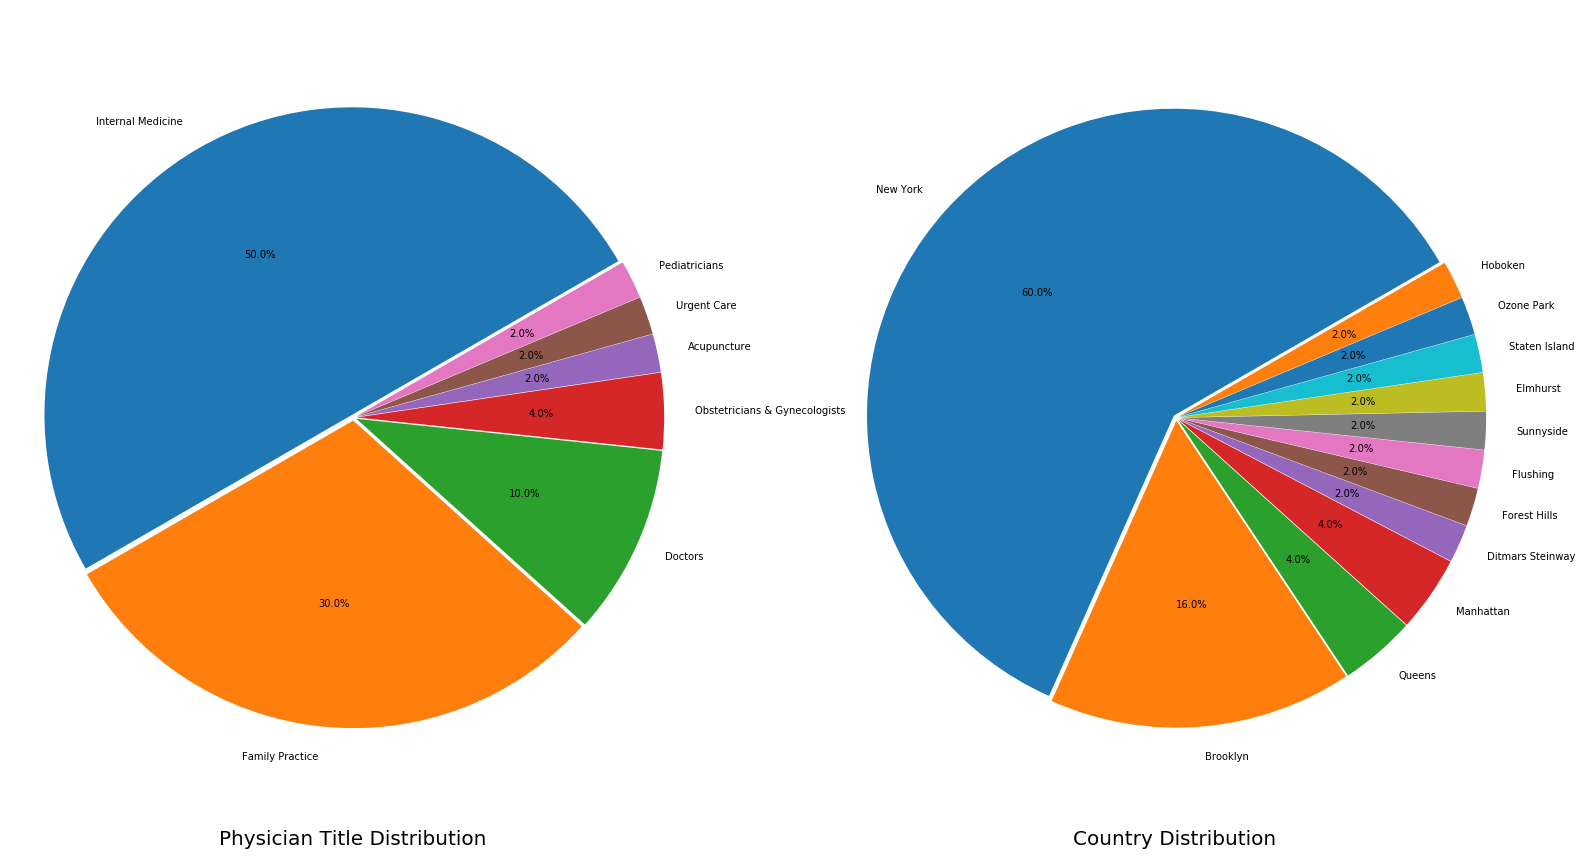 Internal Medicine
50.0%
Pediatricians
2.0%
Urgent Care
2.0%
Acupuncture
2.0%
Obstetricians & Gynecologists
4.0%
10.0%
Doctors
30.0%
Family Practice
Physician Title Distribution
New York
60.0%
Hoboken
2.0%
Ozone Park
2.0%
Staten Island
2.0%
Elmhurst
2.0%
Sunnyside
2.0%
Flushing
2.0%
Forest Hills
2.0%
Ditmars Steinway
2.0%
Manhattan
4.0%
Queens
4.0%
16.0%
Brooklyn
Country Distribution